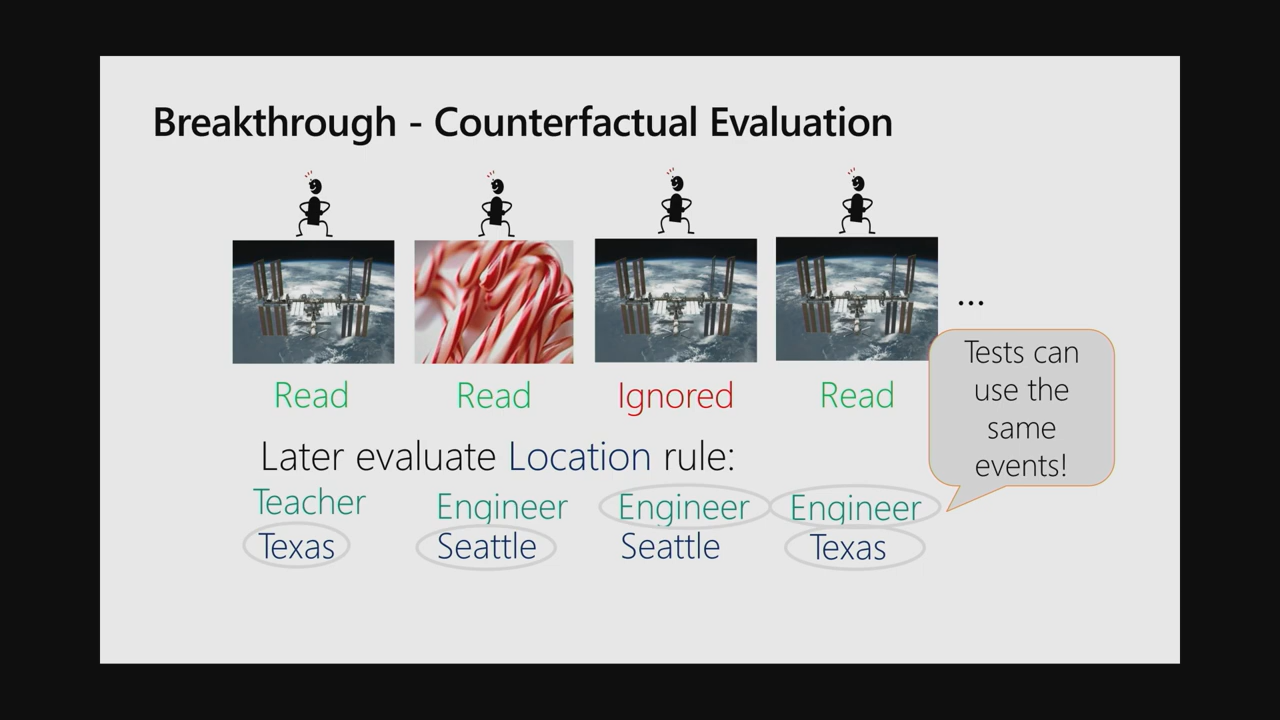 Breakthrough - Counterfactual Evaluation
...
Read Read Ignored Read
Tests can
use the
same
events!
Later evaluate Location rule:
Teacher Engineer Engineer Engineer
Texas Seattle Seattle Texas